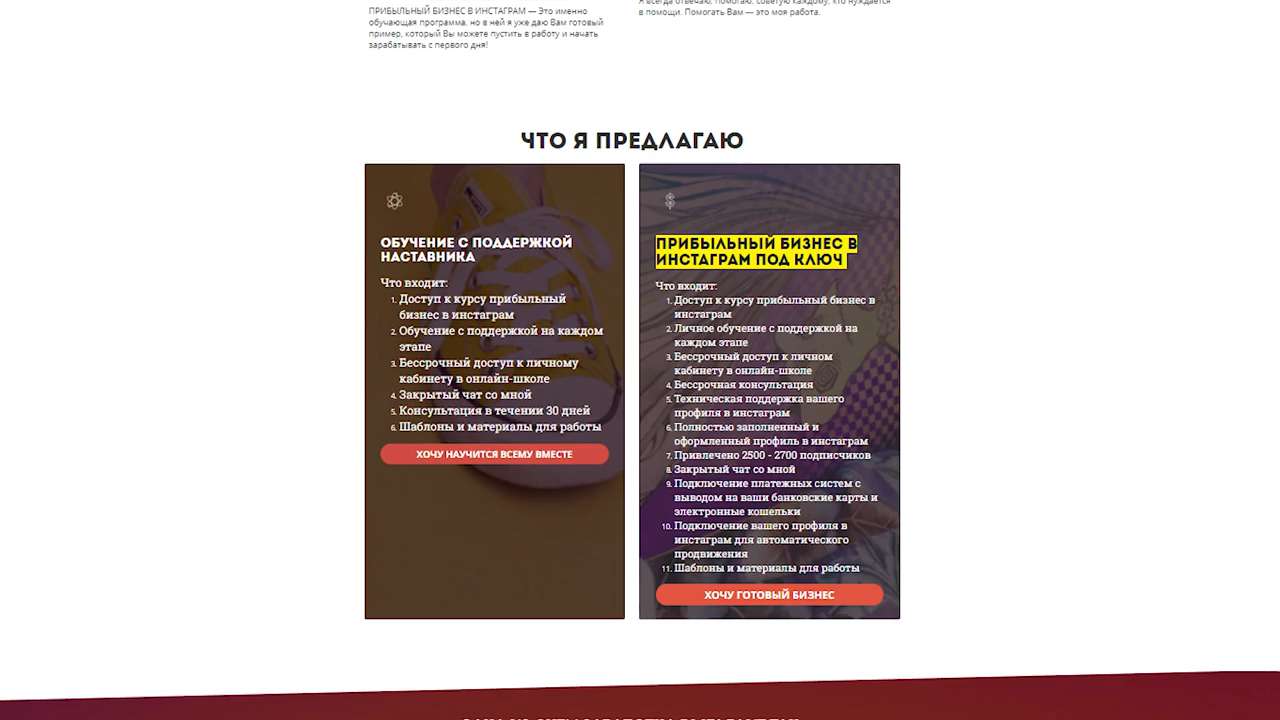 ПРИБЫЛЬНЫЙ БИЗНЕС В ИНСТАГРАМ — Это именно
обучающая программа, но в ней я уже даю Вам готовый
пример, который Вы можете пустить в работу и начать
зарабатывать с первого дня!
Я всегда отвечаю, помогаю, советую каждому, кто нуждается
в помощи. Помогать Вам — это моя работа.
ЧТО Я ПРЕДЛАГАЮ
ОБУЧЕНИЕ С ПОДДЕРЖКОЙ
НАСТАВНИКА
Что входит:
1. Доступ к курсу прибыльный
бизнес в инстаграм
2. Обучение с поддержкой на каждом
этапе
3. Бессрочный доступ к личному
кабинету в онлайн-школе
4. Закрытый чат со мной
5. Консультация в течении 30 дней
6. Шаблоны и материалы для работы
ХОЧУ НАУЧИТСЯ ВСЕМУ ВМЕСТЕ
ПРИБЫЛЬНЫЙ БИЗНЕС В
ИНСТАГРАМ ПОД КЛЮЧ
Что входит:
1. Доступ к курсу прибыльный бизнес в
инстаграм
2. Личное обучение с поддержкой на
каждом этапе
3. Бессрочный доступ к личном
кабинету в онлайн-школе
4. Бессрочная консультация
5. Техническая поддержка вашего
профиля в инстаграм
6. Полностью заполненный и
оформленный профиль в инстаграм
7. Привлечено 2500 - 2700 подписчиков
8. Закрытый чат со мной
9. Подключение платежных систем с
выводом на ваши банковские карты и
электронные кошельки
10. Подключение вашего профиля в
инстаграм для автоматического
продвижения
11. Шаблоны и материалы для работы
ХОЧУ ГОТОВЫЙ БИЗНЕС